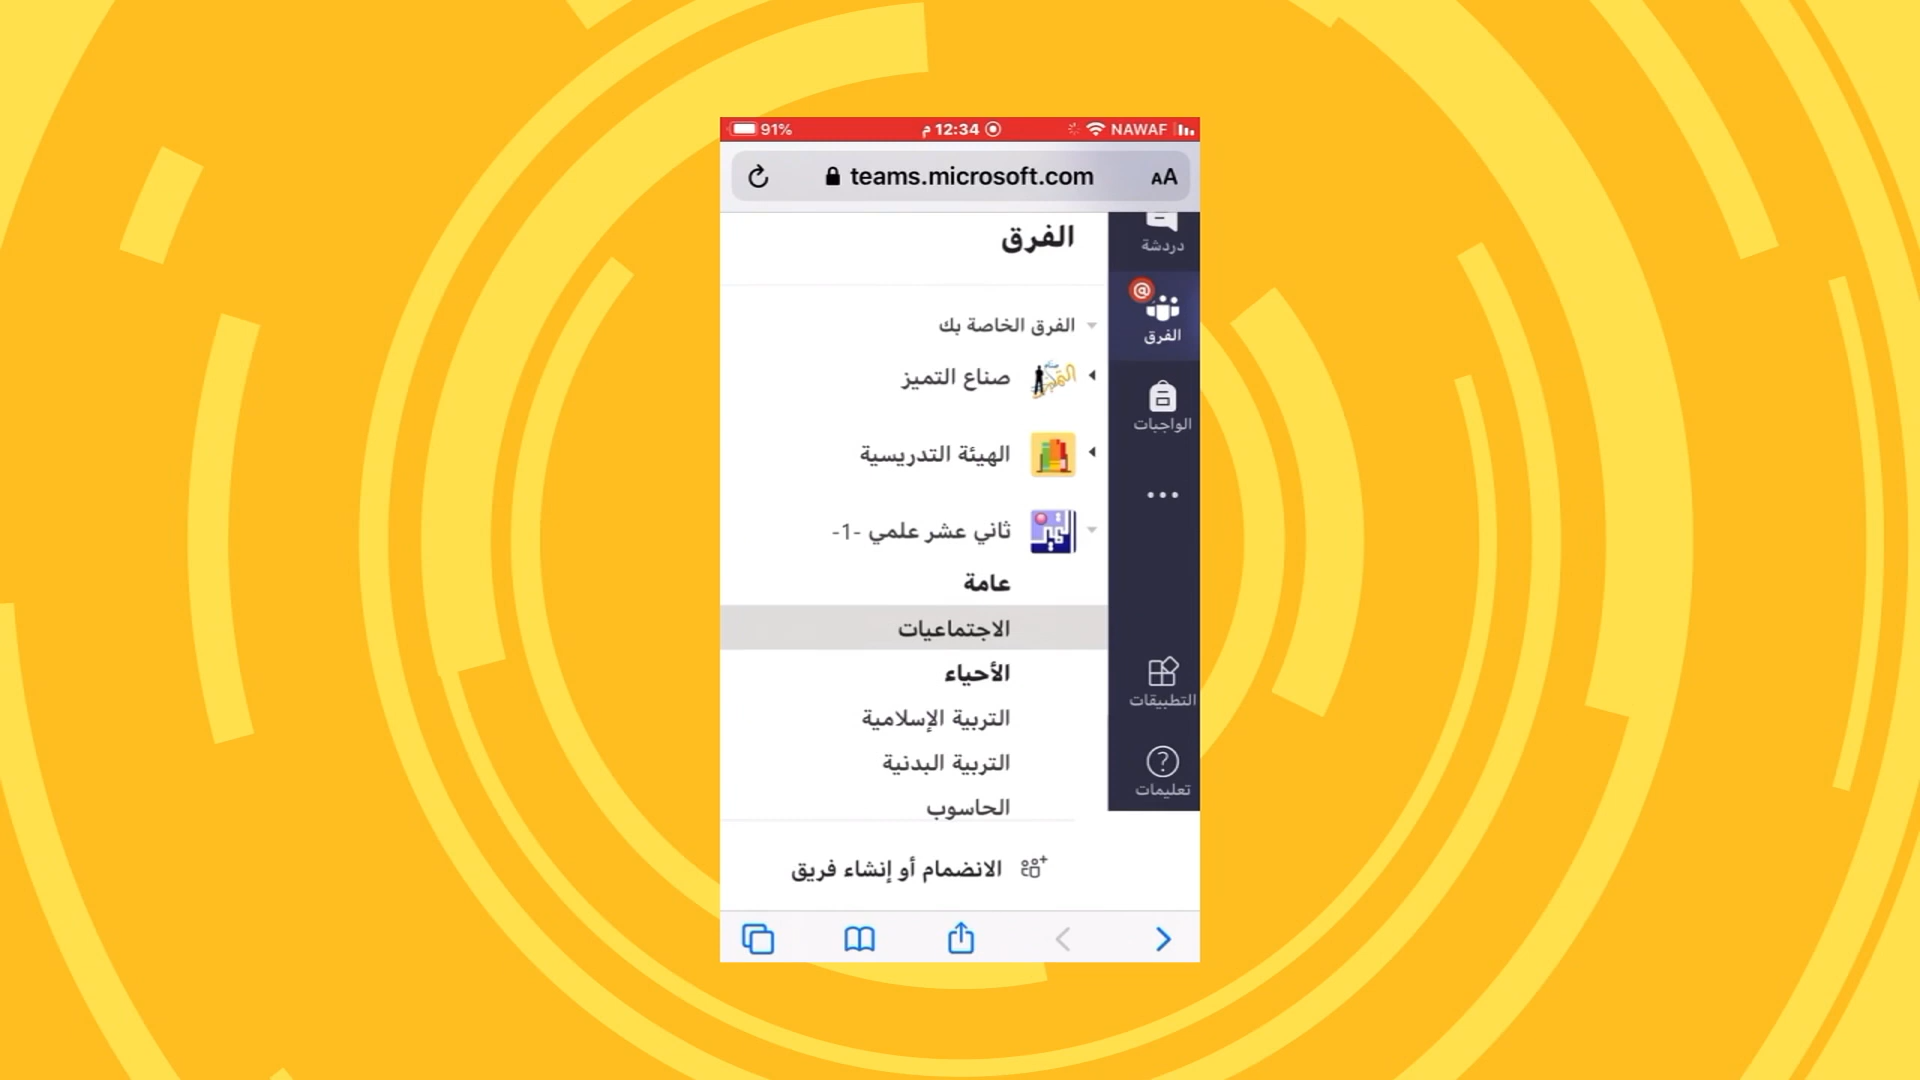 91%
12:34 م
NAWAF
teams.microsoft.com
AA
الفرق
الفرق الخاصة بك
صناع التميز
الهيئة التدريسية
ثاني عشر علمي -1-
عامة
الاجتماعيات
الأحياء
التربية الإسلامية
التربية البدنية
الحاسوب
الانضمام أو إنشاء فريق
دردشة
@
الفرق
الواجبات
التطبيقات
تعليمات